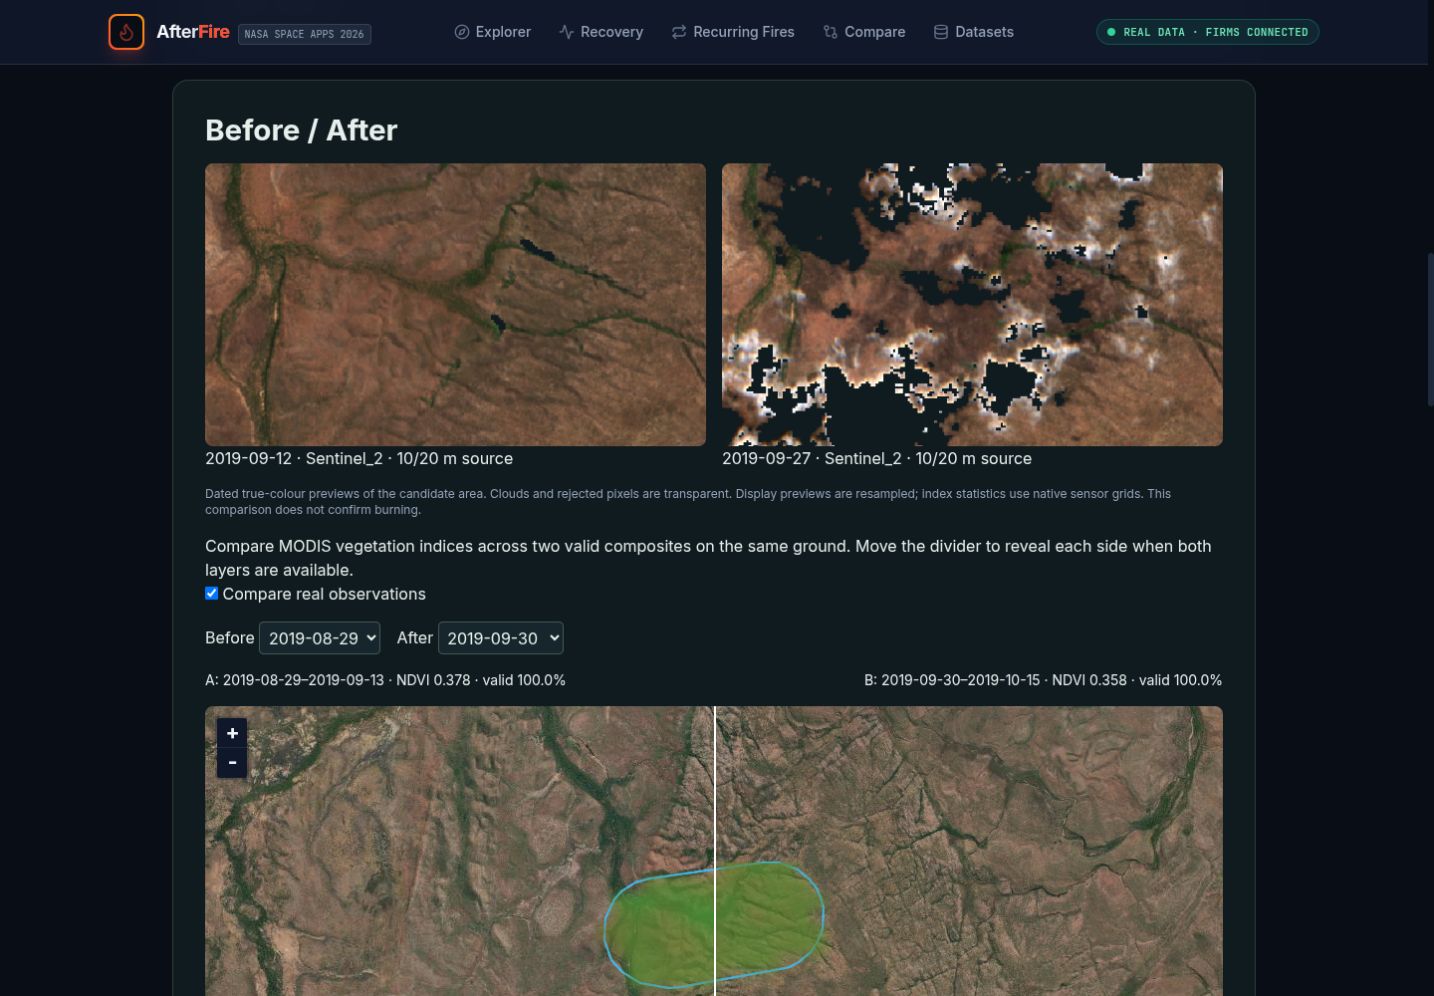 AfterFire
NASA SPACE APPS 2026
Explorer
Recovery
Recurring Fires
Compare
Datasets
REAL DATA · FIRMS CONNECTED
Before / After
2019-09-12 · Sentinel_2 · 10/20 m source
2019-09-27 · Sentinel_2 · 10/20 m source
Dated true-colour previews of the candidate area. Clouds and rejected pixels are transparent. Display previews are resampled; index statistics use native sensor grids. This
comparison does not confirm burning.
Compare MODIS vegetation indices across two valid composites on the same ground. Move the divider to reveal each side when both
layers are available.
Compare real observations
Before 2019-08-29 After 2019-09-30
A: 2019-08-29–2019-09-13 · NDVI 0.378 · valid 100.0%
B: 2019-09-30–2019-10-15 · NDVI 0.358 · valid 100.0%
+
-